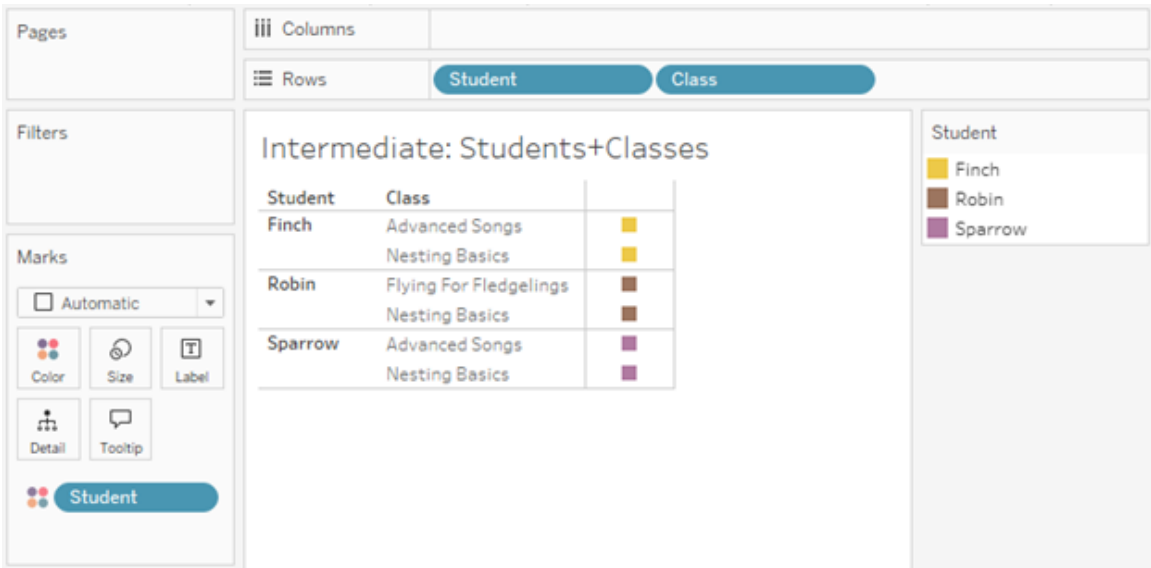 Pages
Columns
Rows Student Class
Filters
Intermediate: Students+Classes
Student Class
Finch Advanced Songs
Nesting Basics
Robin Flying For Fledgelings
Nesting Basics
Sparrow Advanced Songs
Nesting Basics
Marks
Automatic
Color Size Label
Detail Tooltip
Student
Student
Finch
Robin
Sparrow